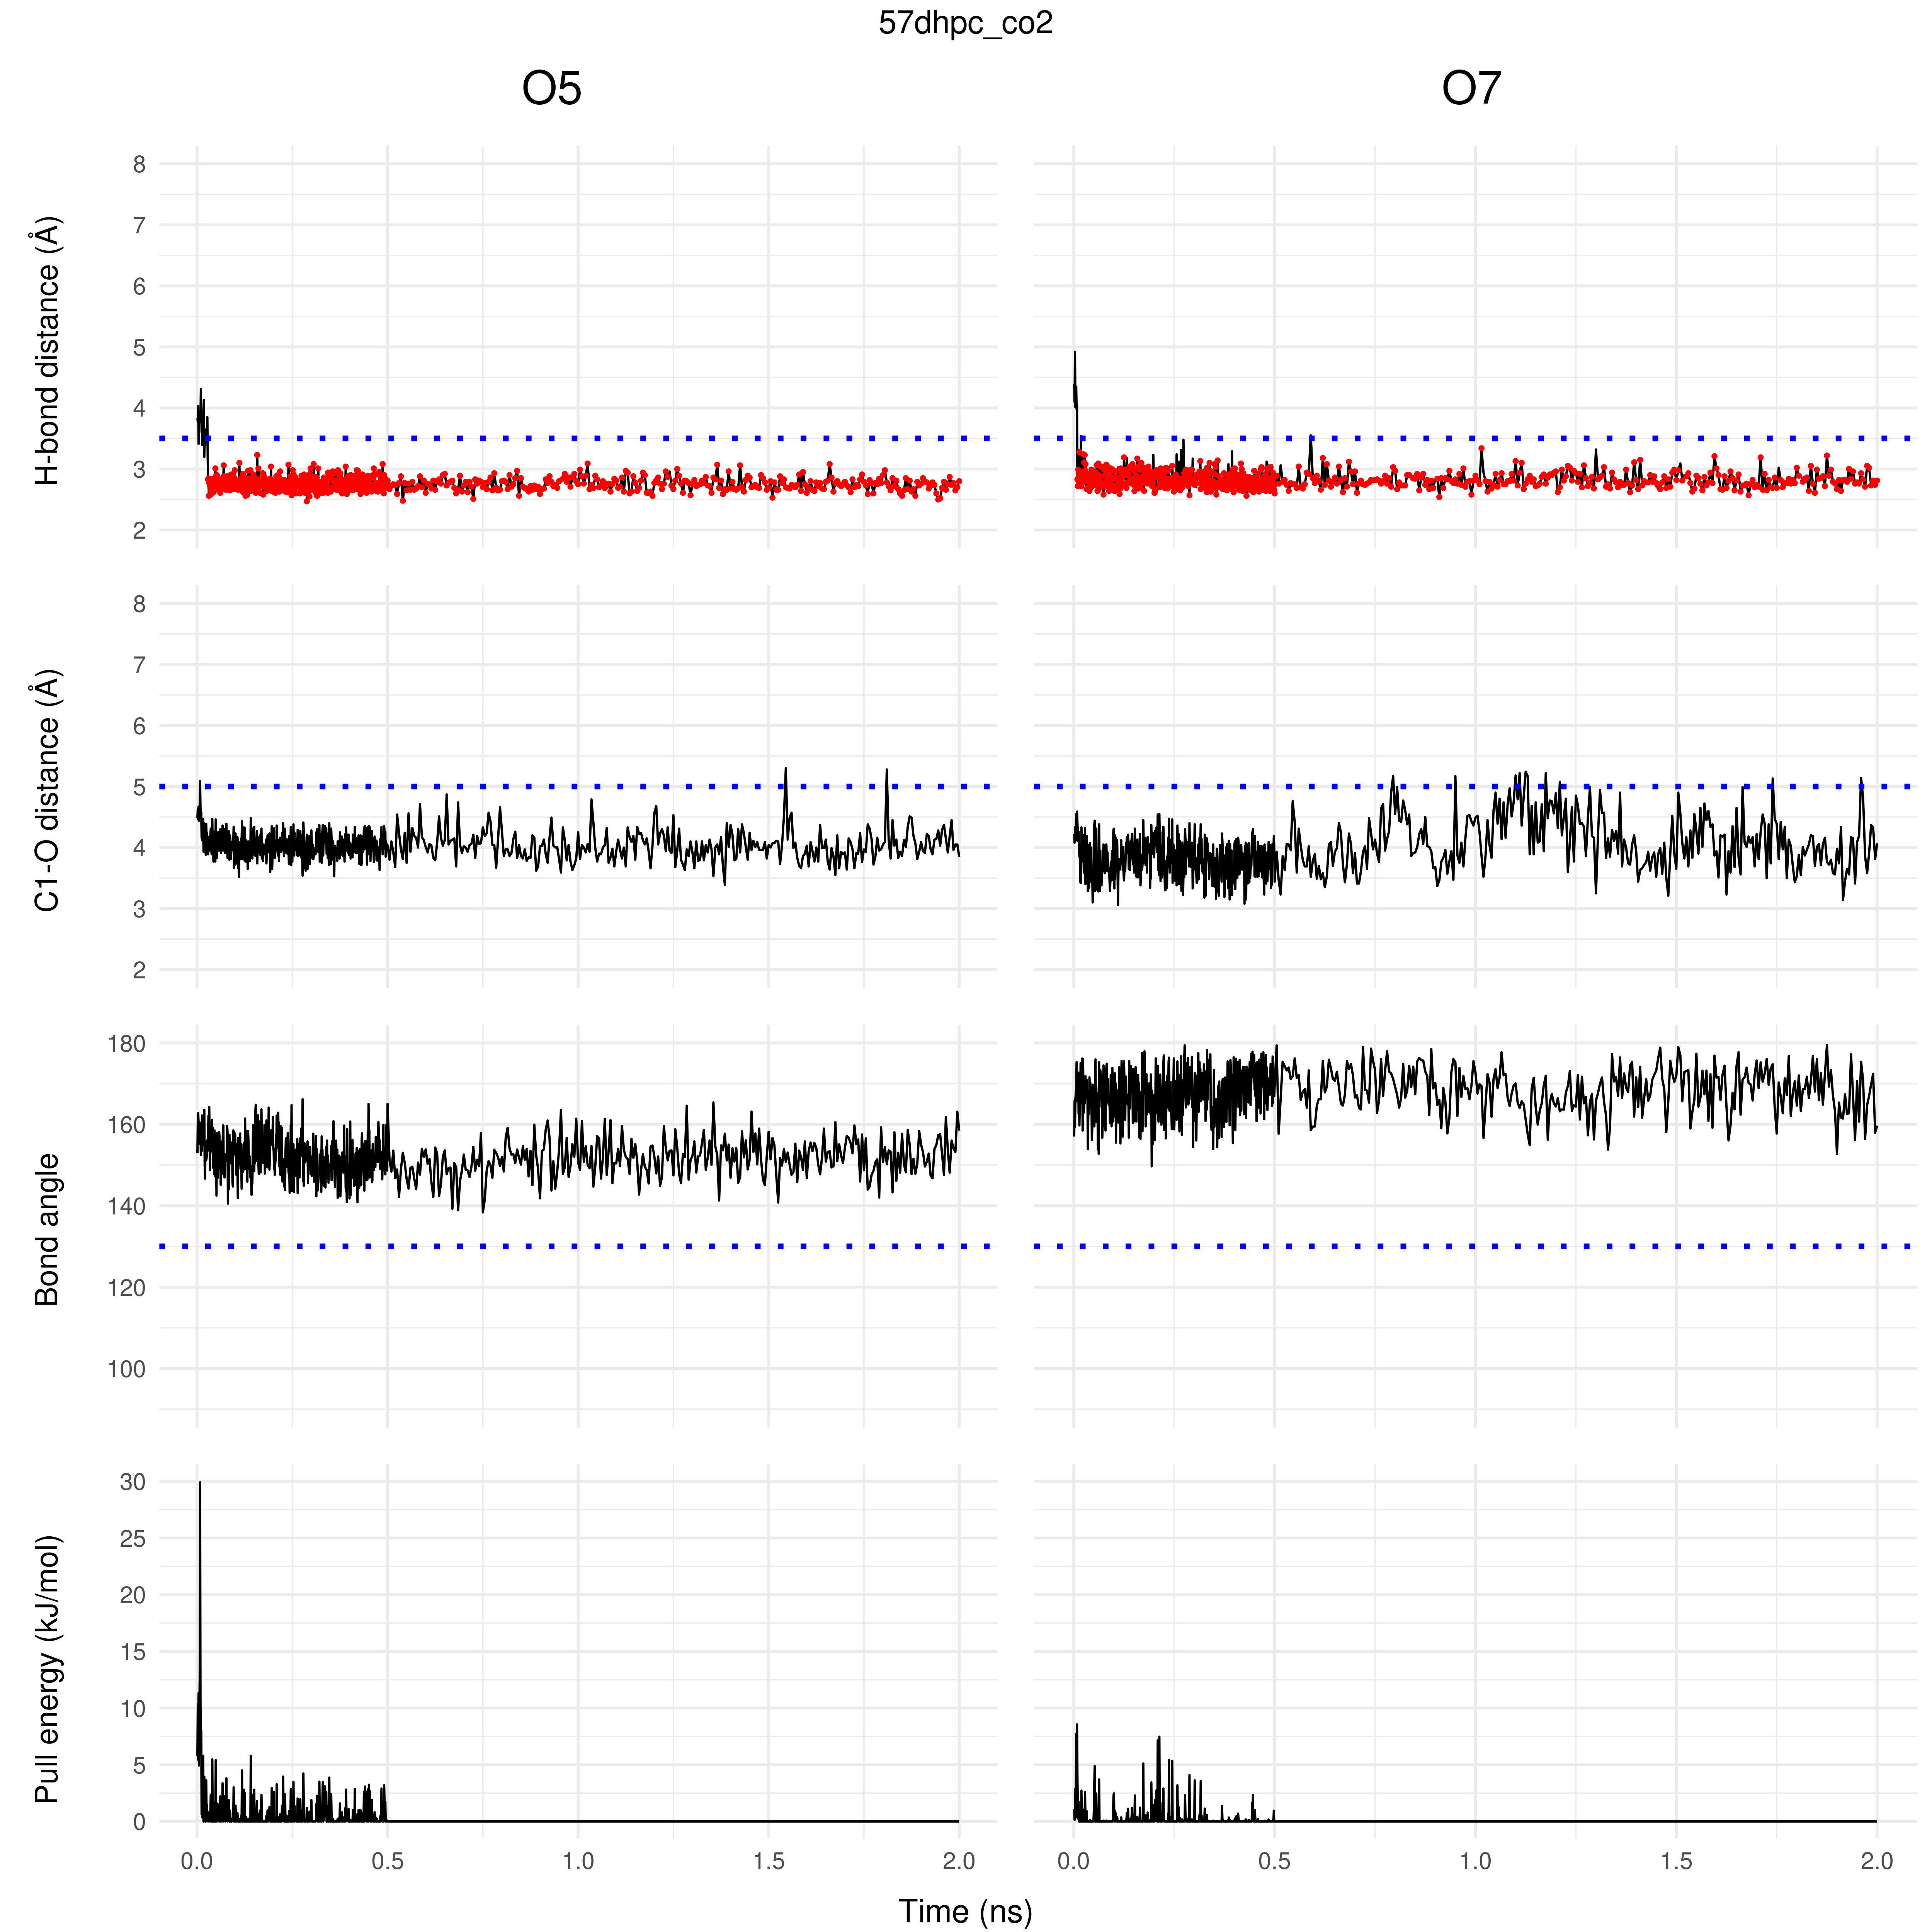 57dhpc_co2
O5
O7
H-bond distance (Å)
8
7
6
5
4
3
2
C1-O distance (Å)
8
7
6
5
4
3
2
Bond angle
180
160
140
120
100
Pull energy (kJ/mol)
30
25
20
15
10
5
0
0.0 0.5 1.0 1.5 2.0
0.0 0.5 1.0 1.5 2.0
Time (ns)